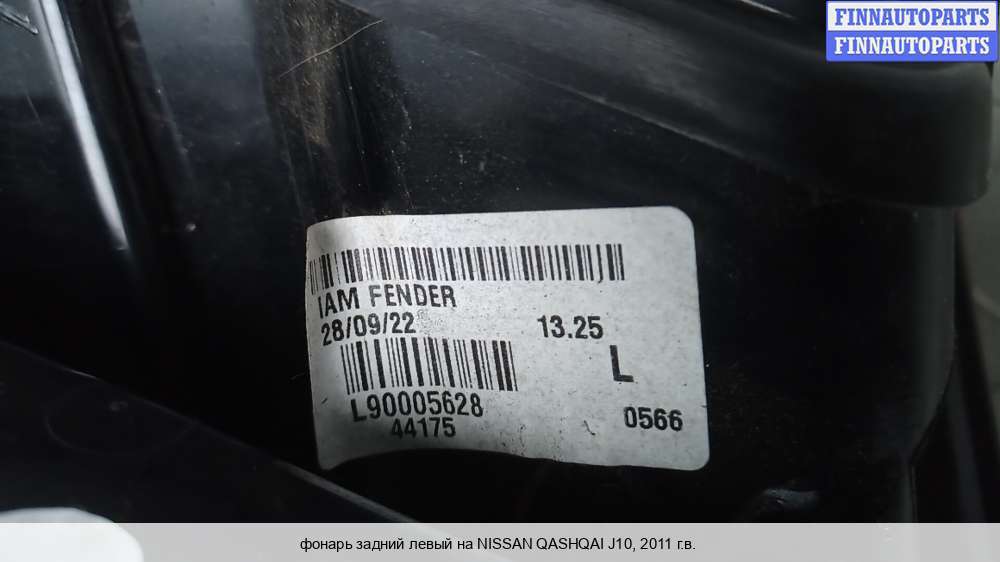 FINNAUTOPARTS
FINNAUTOPARTS
IAM FENDER
28/09/22 13.25
L
L90005628
44175 0566
фонарь задний левый на NISSAN QASHQAI J10, 2011 г.в.